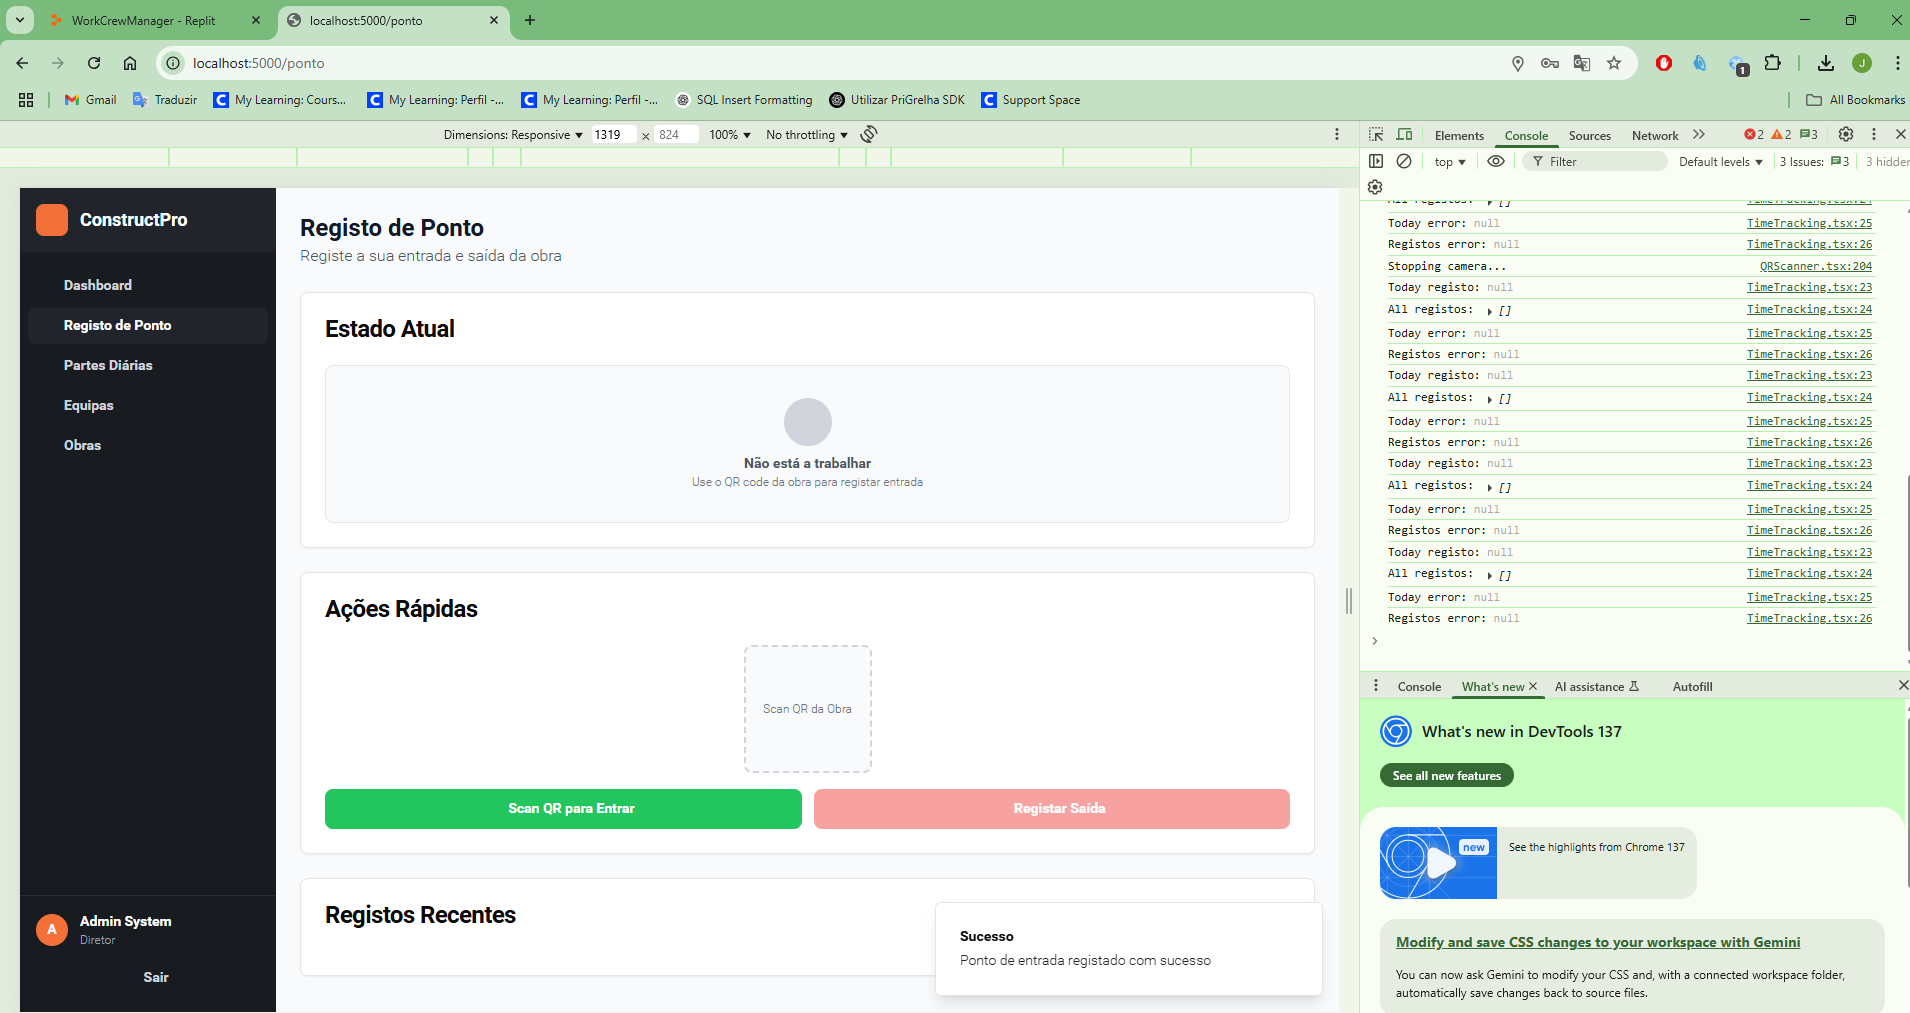 WorkCrewManager - Replit
localhost:5000/ponto
localhost:5000/ponto
1
J
Gmail
Traduzir
My Learning: Cours...
My Learning: Perfil -...
My Learning: Perfil -...
SQL Insert Formatting
Utilizar PriGrelha SDK
Support Space
All Bookmarks
Dimensions: Responsive
1319
x
824
100%
No throttling
Elements
Console
Sources
Network
2
2
3
top
Filter
Default levels
3 Issues:
3
3 hidden
ConstructPro
Dashboard
Registo de Ponto
Partes Diárias
Equipas
Obras
A
Admin System
Diretor
Sair
Registo de Ponto
Registe a sua entrada e saída da obra
Estado Atual
Não está a trabalhar
Use o QR code da obra para registar entrada
Ações Rápidas
Scan QR da Obra
Scan QR para Entrar
Registar Saída
Registos Recentes
Sucesso
Ponto de entrada registado com sucesso
All registos: [] TimeTracking.tsx:24
Today error: null TimeTracking.tsx:25
Registos error: null TimeTracking.tsx:26
Stopping camera... QRScanner.tsx:204
Today registo: null TimeTracking.tsx:23
All registos: [] TimeTracking.tsx:24
Today error: null TimeTracking.tsx:25
Registos error: null TimeTracking.tsx:26
Today registo: null TimeTracking.tsx:23
All registos: [] TimeTracking.tsx:24
Today error: null TimeTracking.tsx:25
Registos error: null TimeTracking.tsx:26
Today registo: null TimeTracking.tsx:23
All registos: [] TimeTracking.tsx:24
Today error: null TimeTracking.tsx:25
Registos error: null TimeTracking.tsx:26
Today registo: null TimeTracking.tsx:23
All registos: [] TimeTracking.tsx:24
Today error: null TimeTracking.tsx:25
Registos error: null TimeTracking.tsx:26
Console
What's new
AI assistance
Autofill
What's new in DevTools 137
See all new features
new
See the highlights from Chrome 137
Modify and save CSS changes to your workspace with Gemini
You can now ask Gemini to modify your CSS and, with a connected workspace folder,
automatically save changes back to source files.